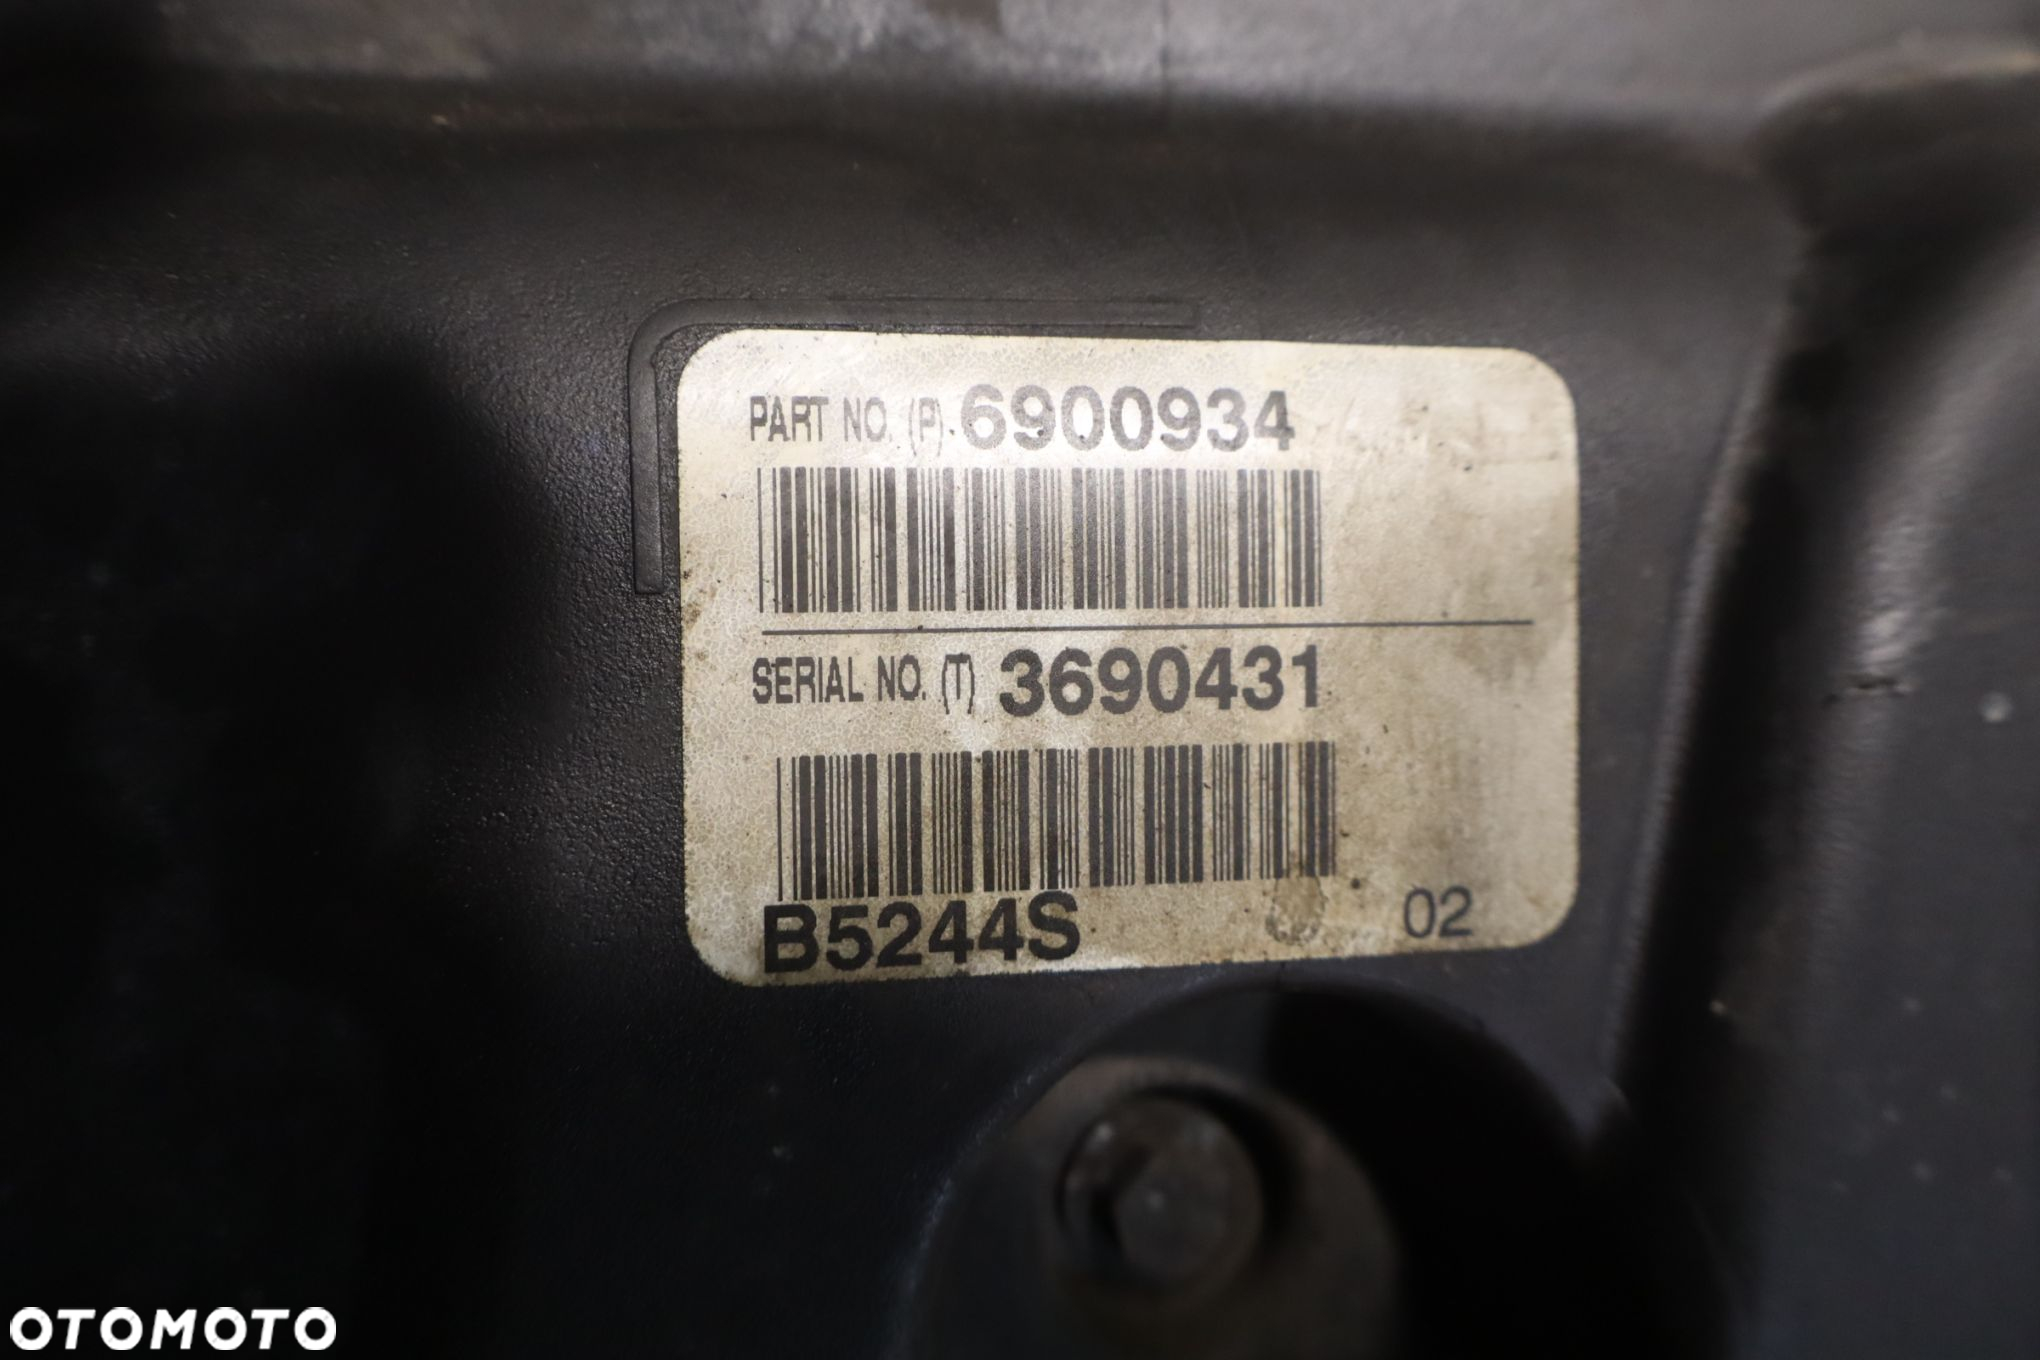 PART NO. (P) 6900934
SERIAL NO. (T) 3690431
B5244S 02
OTOMOTO